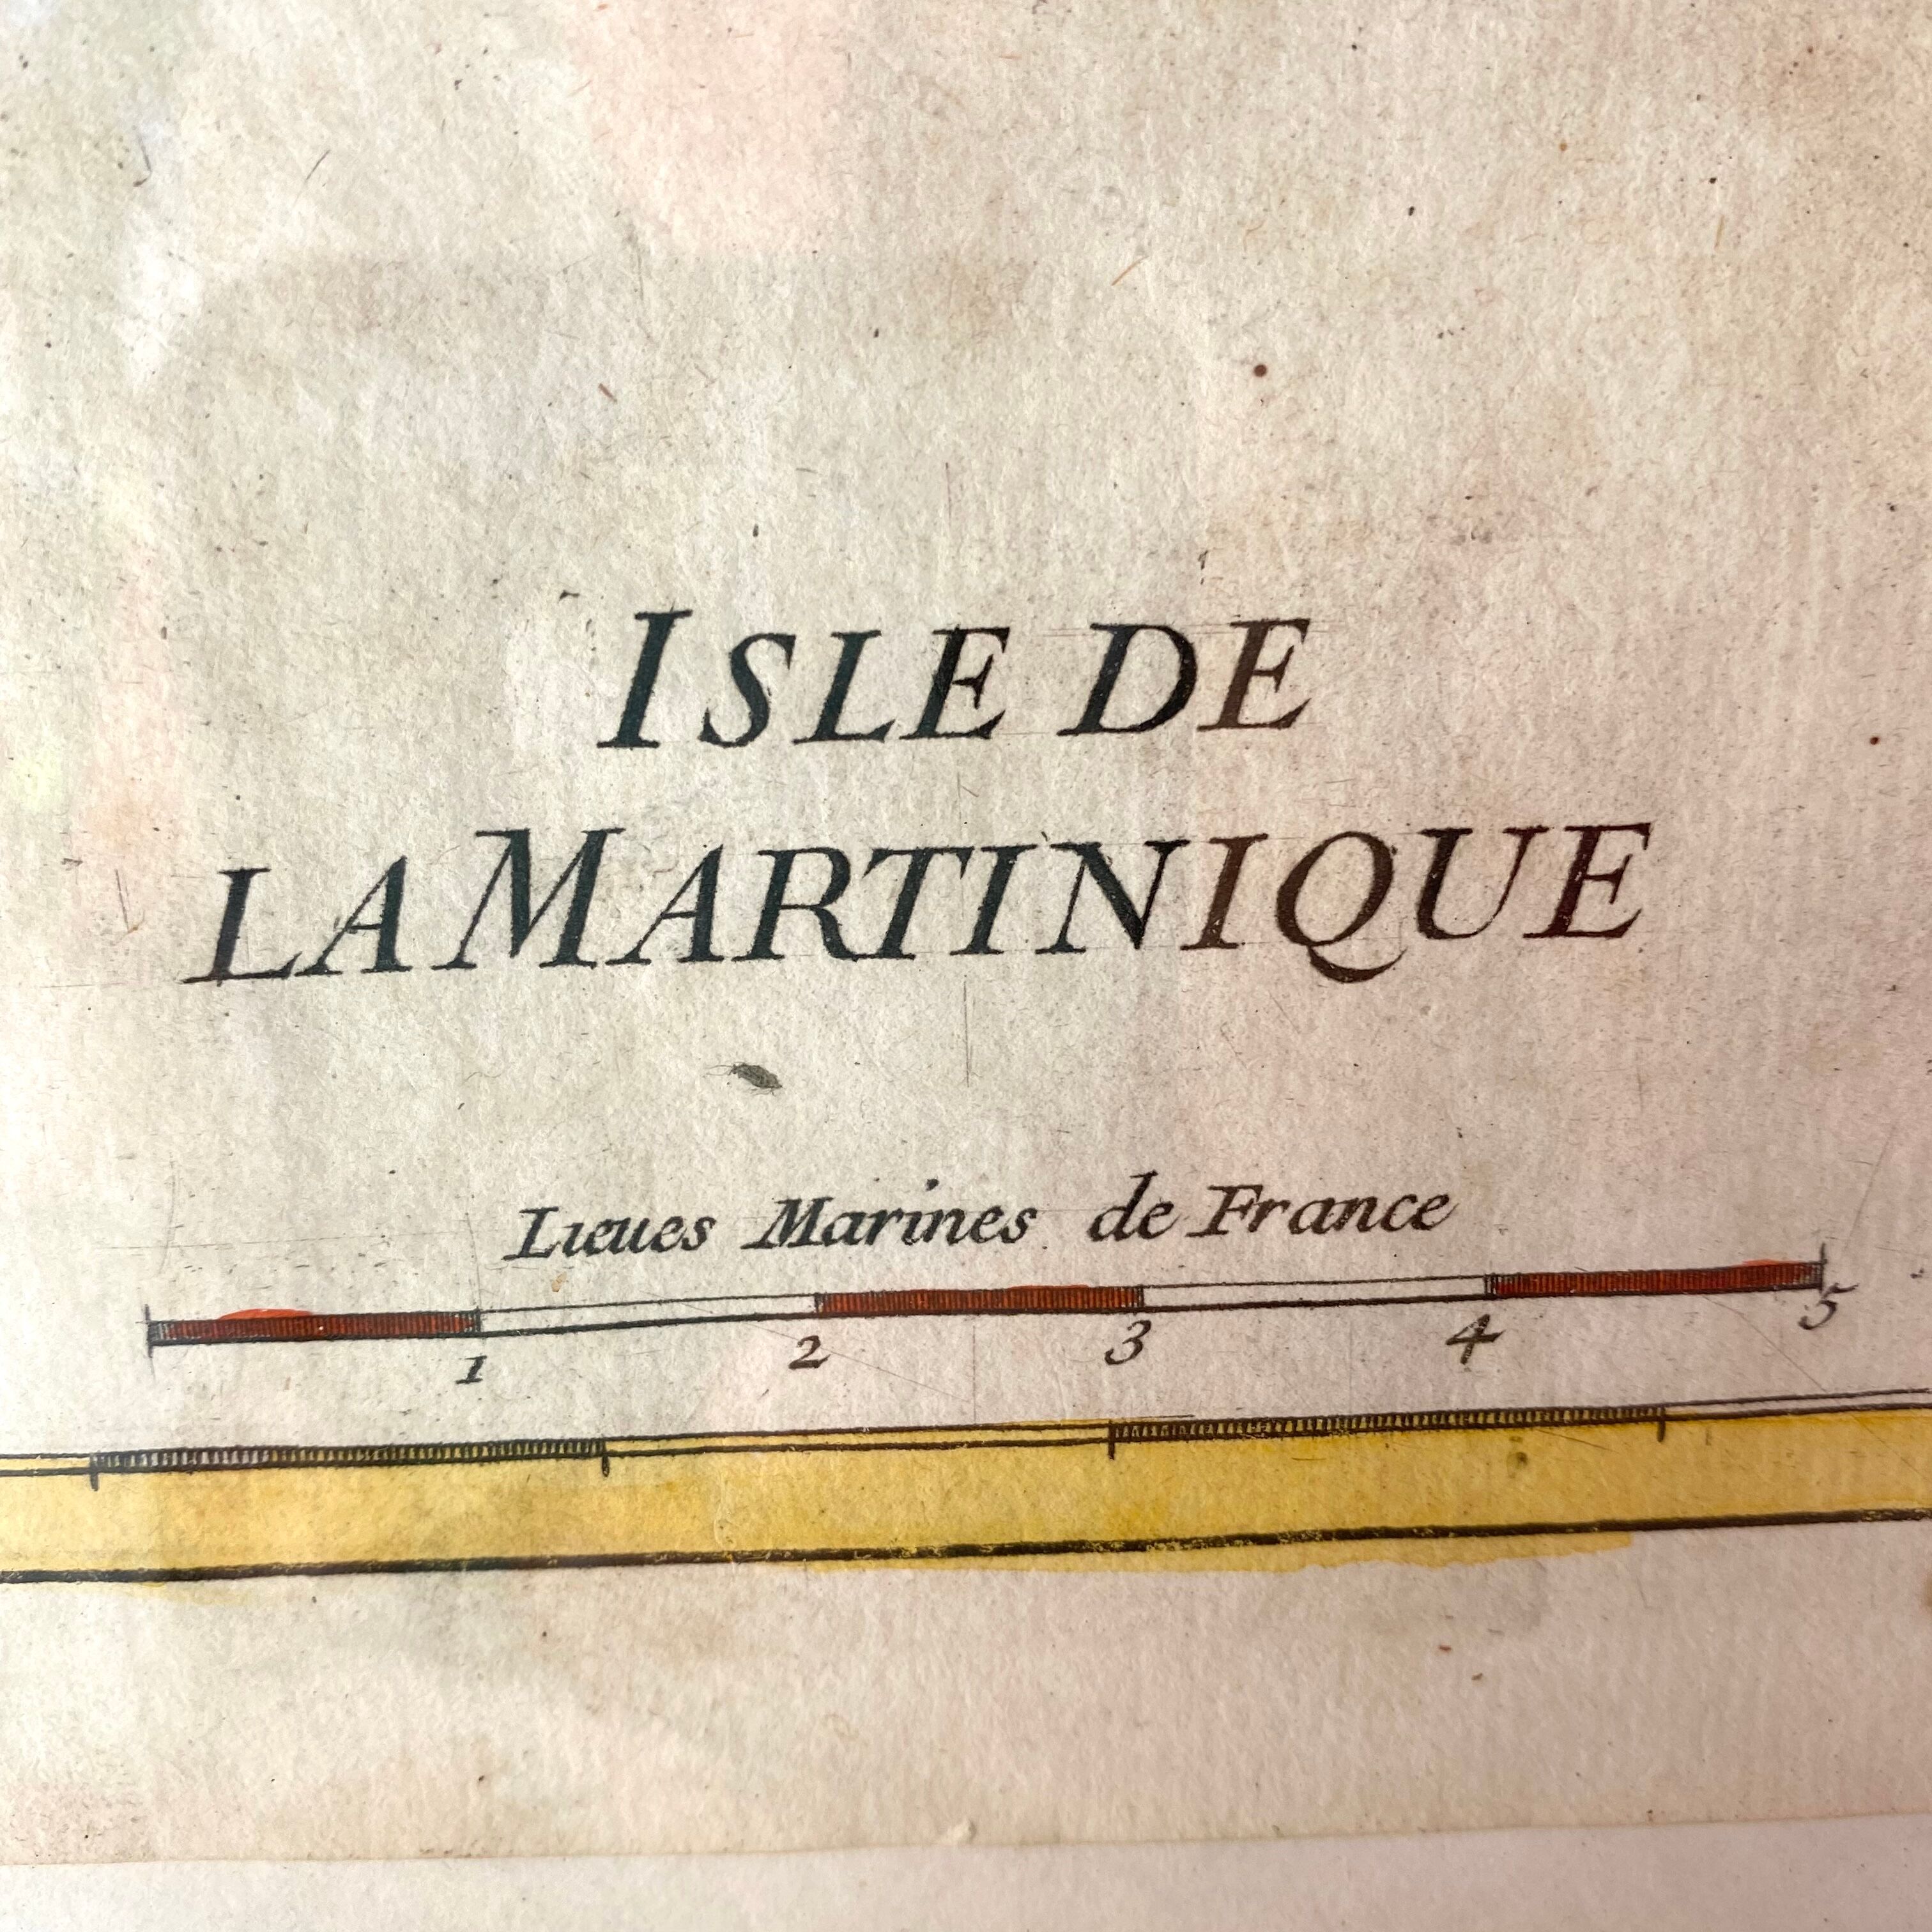 ISLE DE
LA MARTINIQUE
Lieues Marines de France
1 2 3 4 5